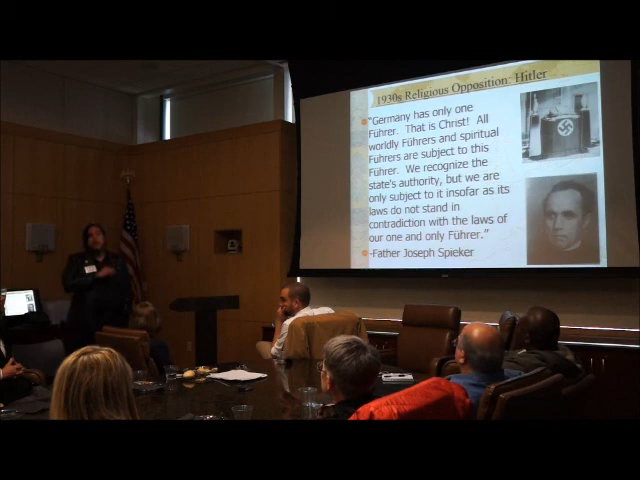 1930s Religious Opposition: Hitler
"Germany has only one
Führer. That is Christ! All
worldly Führers and spiritual
Führers are subject to this
Führer. We recognize the
state's authority, but we are
only subject to it insofar as its
laws do not stand in
contradiction with the laws of
our one and only Führer."
-Father Joseph Spieker